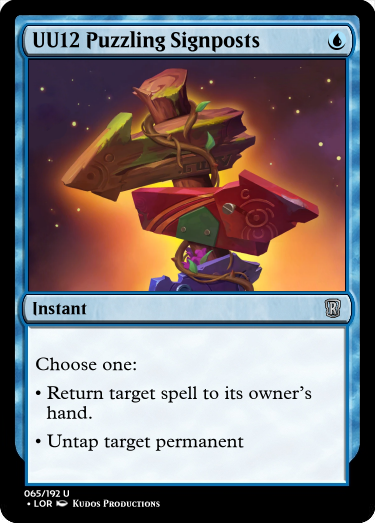 UU12 Puzzling Signposts
Instant
R
Choose one:
• Return target spell to its owner's
hand.
• Untap target permanent
065/192 U
• LOR Kudos Productions